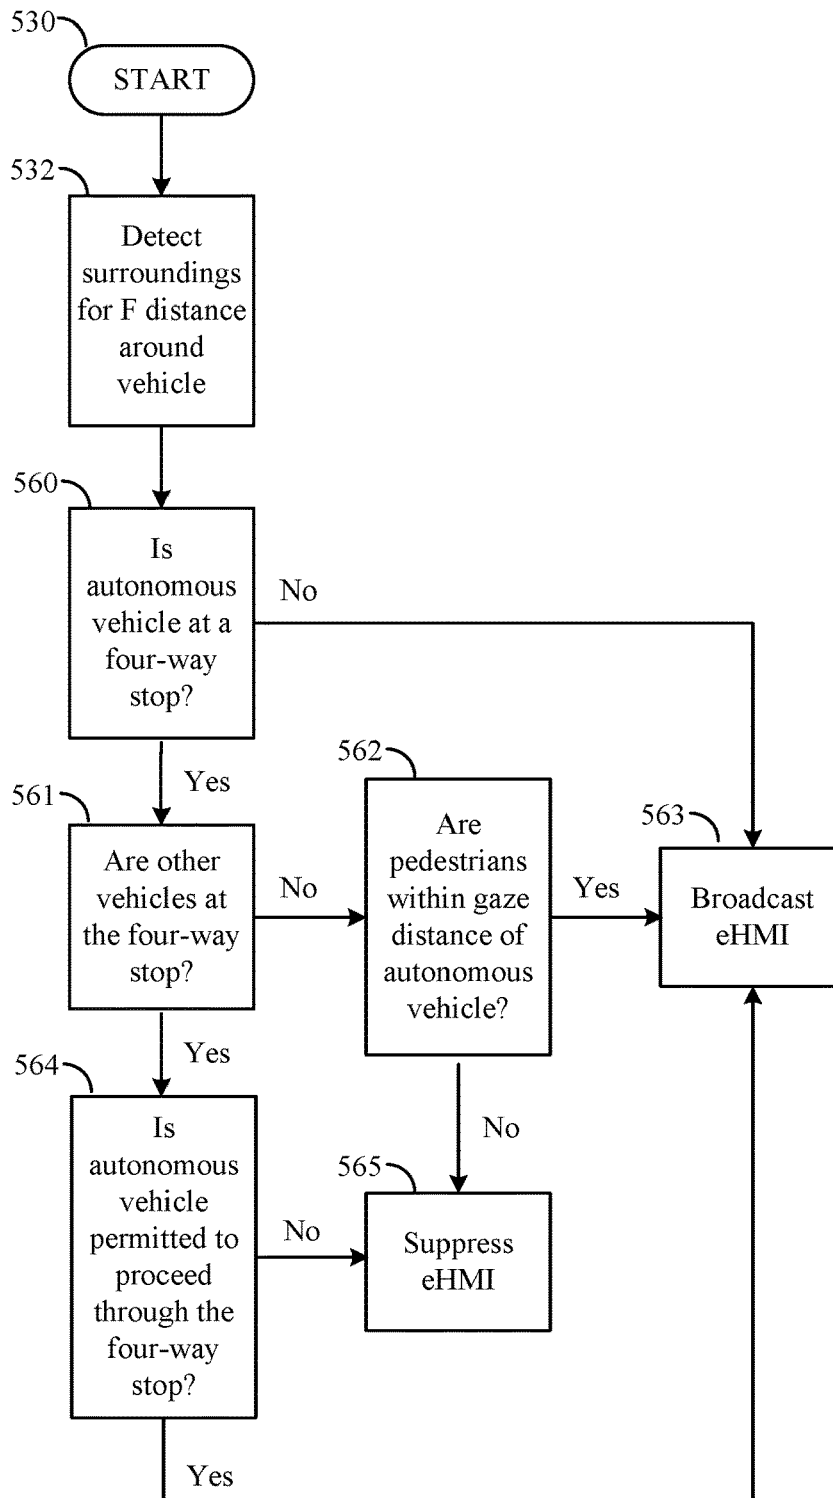 530
START
532
Detect
surroundings
for F distance
around
vehicle
560
Is
autonomous
vehicle at a
four-way
stop?
No
Yes
561
Are other
vehicles at
the four-way
stop?
No
562
Are
pedestrians
within gaze
distance of
autonomous
vehicle?
Yes
563
Broadcast
eHMI
Yes
No
564
Is
autonomous
vehicle
permitted to
proceed
through the
four-way
stop?
No
565
Suppress
eHMI
Yes